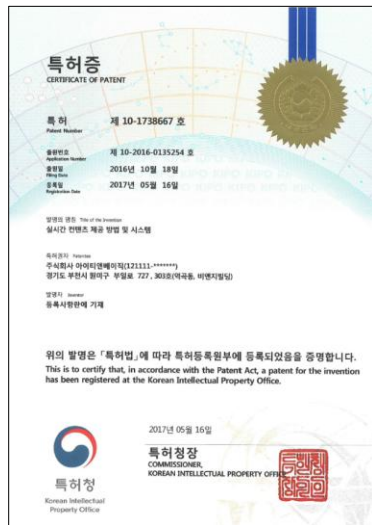 특허증
CERTIFICATE OF PATENT
특 허 제 10-1738667 호
Patent Number
출원번호 제 10-2016-0135254 호
Application Number
출원일 2016년 10월 18일
Filing Date
등록일 2017년 05월 16일
Registration Date
발명의 명칭 Title of the Invention
실시간 컨텐츠 제공 방법 및 시스템
특허권자 Patentee
주식회사 아이티앤베이직(121111-*******)
경기도 부천시 원미구 부일로 727 , 303호(역곡동, 비엔지빌딩)
발명자 Inventor
등록사항란에 기재
위의 발명은 「특허법」에 따라 특허등록원부에 등록되었음을 증명합니다.
This is to certify that, in accordance with the Patent Act, a patent for the invention
has been registered at the Korean Intellectual Property Office.
2017년 05월 16일
특허청장
COMMISSIONER,
KOREAN INTELLECTUAL PROPERTY OFFICE
특허청
Korean Intellectual
Property Office